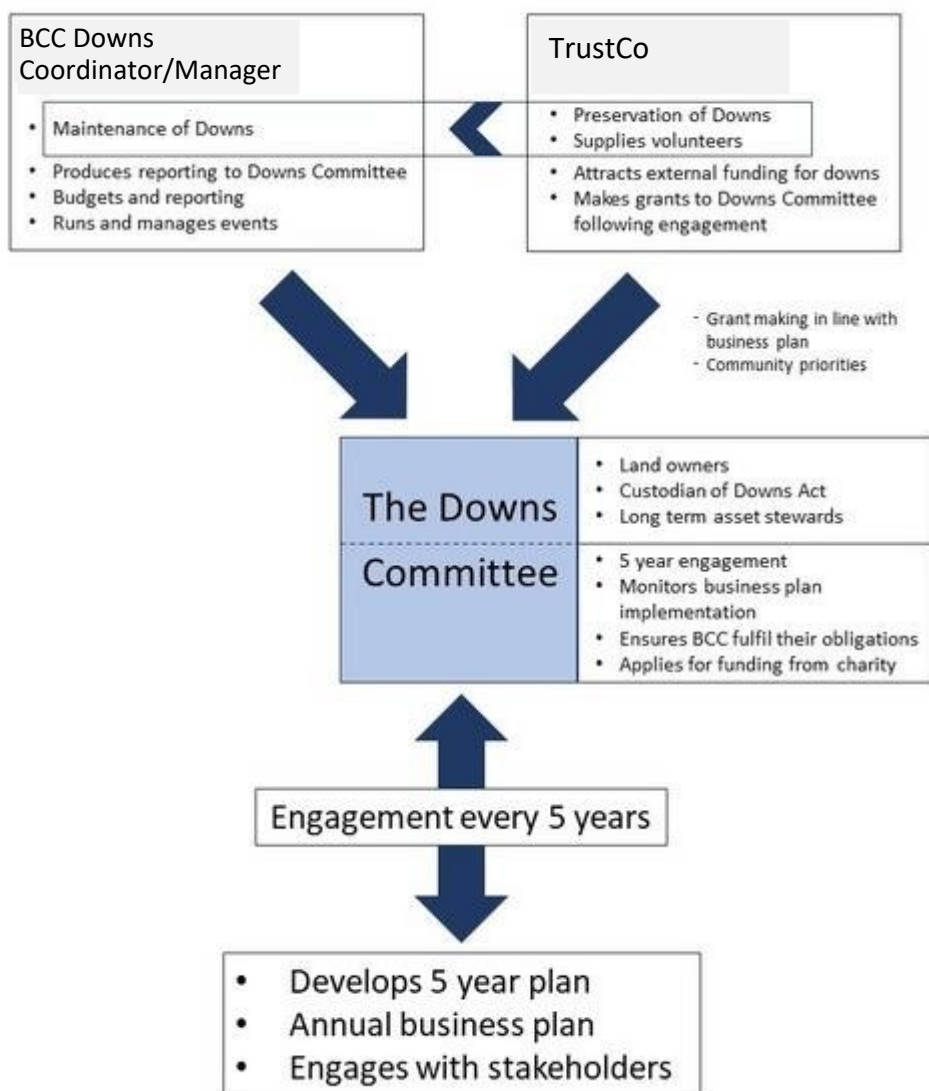 BCC Downs
Coordinator/Manager
• Maintenance of Downs
• Produces reporting to Downs Committee
• Budgets and reporting
• Runs and manages events
TrustCo
• Preservation of Downs
• Supplies volunteers
• Attracts external funding for downs
• Makes grants to Downs Committee
following engagement
- Grant making in line with
business plan
- Community priorities
The Downs
Committee
• Land owners
• Custodian of Downs Act
• Long term asset stewards
• 5 year engagement
• Monitors business plan
implementation
• Ensures BCC fulfil their obligations
• Applies for funding from charity
Engagement every 5 years
• Develops 5 year plan
• Annual business plan
• Engages with stakeholders